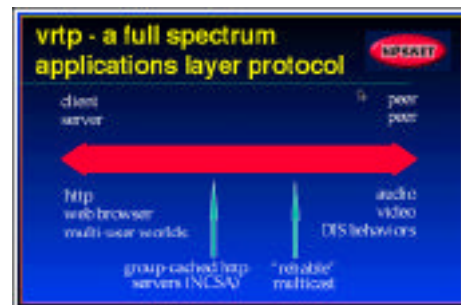 vrtp - a full spectrum
applications layer protocol
NPSNET
client
server
peer
peer
http
web browser
multi-user worlds
audio
video
DIS behaviors
group-cached http
servers (NCSA)
"reliable"
multicast